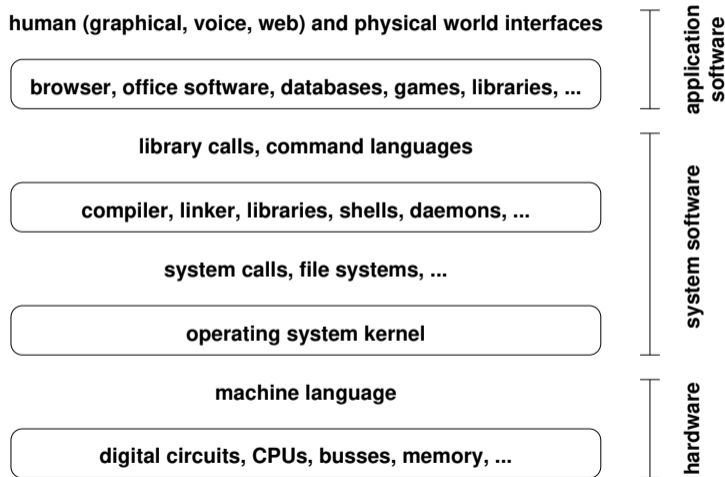 human (graphical, voice, web) and physical world interfaces
browser, office software, databases, games, libraries, ...
application
software
library calls, command languages
compiler, linker, libraries, shells, daemons, ...
system calls, file systems, ...
operating system kernel
system software
machine language
digital circuits, CPUs, busses, memory, ...
hardware